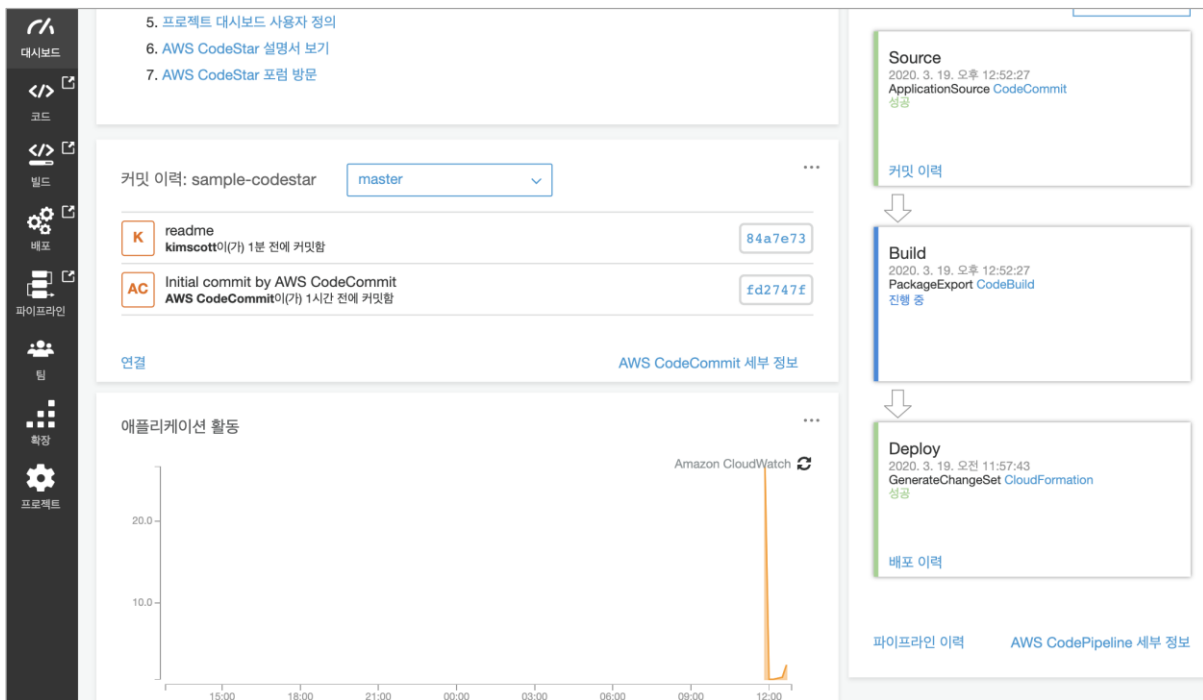 대시보드
코드
빌드
배포
파이프라인
팀
확장
프로젝트
5. 프로젝트 대시보드 사용자 정의
6. AWS CodeStar 설명서 보기
7. AWS CodeStar 포럼 방문
커밋 이력: sample-codestar
master
K
readme
kimscott이(가) 1분 전에 커밋함
84a7e73
AC
Initial commit by AWS CodeCommit
AWS CodeCommit이(가) 1시간 전에 커밋함
fd2747f
연결
AWS CodeCommit 세부 정보
애플리케이션 활동
Amazon CloudWatch
20.0
10.0
15:00 18:00 21:00 00:00 03:00 06:00 09:00 12:00
Source
2020. 3. 19. 오후 12:52:27
ApplicationSource CodeCommit
성공
커밋 이력
Build
2020. 3. 19. 오후 12:52:27
PackageExport CodeBuild
진행 중
Deploy
2020. 3. 19. 오전 11:57:43
GenerateChangeSet CloudFormation
성공
배포 이력
파이프라인 이력
AWS CodePipeline 세부 정보